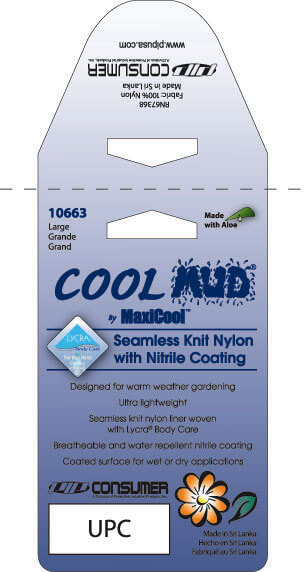 www.pipusa.com
PIP CONSUMER
A Division of Protective Industrial Products, Inc.
Made in Sri Lanka
Fabric: 100% Nylon
RN67368
10663
Large
Grande
Grand
Made
with Aloe
COOL MUD®
By MaxiCool™
LYCRA
Body Care
Seamless Knit Nylon
with Nitrile Coating
Designed for warm weather gardening
Ultra lightweight
Seamless knit nylon liner woven
with Lycra® Body Care
Breatheable and water repellent nitrile coating
Coated surface for wet or dry applications
PIP CONSUMER
A Division of Protective Industrial Products, Inc.
UPC
Made in Sri Lanka
Hecho en Sri Lanka
Fabriqué au Sri Lanka